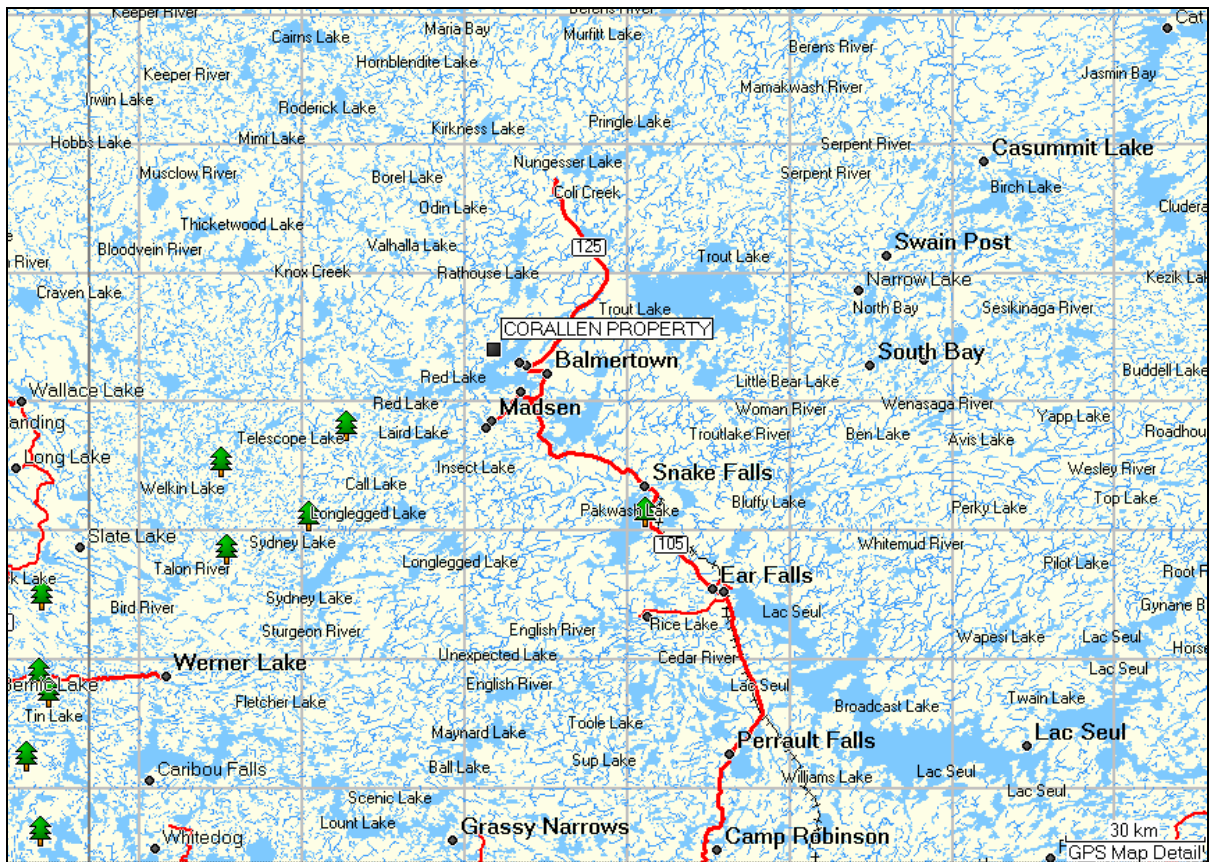 Keeper River
Berens River
Cat
Cairns Lake
Maria Bay
Murfitt Lake
Berens River
Hornblendite Lake
Keeper River
Jasmin Bay
Mamakwash River
Irwin Lake
Roderick Lake
Pringle Lake
Kirkness Lake
Hobbs Lake
Mimi Lake
Serpent River
Casummit Lake
Nungesser Lake
Musclow River
Borel Lake
Serpent River
Birch Lake
Coli Creek
Odin Lake
Cludera
Thicketwood Lake
Bloodvein River
Valhalla Lake
125
Swain Post
n River
Knox Creek
Rathouse Lake
Trout Lake
Narrow Lake
Kezik Lak
Craven Lake
North Bay
Sesikinaga River
Trout Lake
CORALLEN PROPERTY
Balmertown
South Bay
Red Lake
Little Bear Lake
Buddell Lake
Wallace Lake
Red Lake
Madsen
Woman River
Wenasaga River
Yapp Lake
anding
Telescope Lake
Laird Lake
Troutlake River
Ben Lake
Avis Lake
Roadhou
Long Lake
Insect Lake
Snake Falls
Wesley River
Welkin Lake
Call Lake
Bluffy Lake
Top Lake
Longlegged Lake
Pakwash Lake
Perky Lake
Slate Lake
Sydney Lake
105
Whitemud River
Talon River
Longlegged Lake
Pilot Lake
Root R
k Lake
Ear Falls
Bird River
Sydney Lake
Lac Seul
Gynane B
Sturgeon River
English River
Rice Lake
Wapesi Lake
Lac Seul
Horse
Werner Lake
Unexpected Lake
Cedar River
Lac Seul
Bernic Lake
English River
Lac Seul
Twain Lake
Tin Lake
Fletcher Lake
Broadcast Lake
Toole Lake
Maynard Lake
Perrault Falls
Lac Seul
Caribou Falls
Ball Lake
Sup Lake
Williams Lake
Lac Seul
Scenic Lake
Lac Seul
Lount Lake
Grassy Narrows
Whitedog
Camp Robinson
30 km
GPS Map Detail